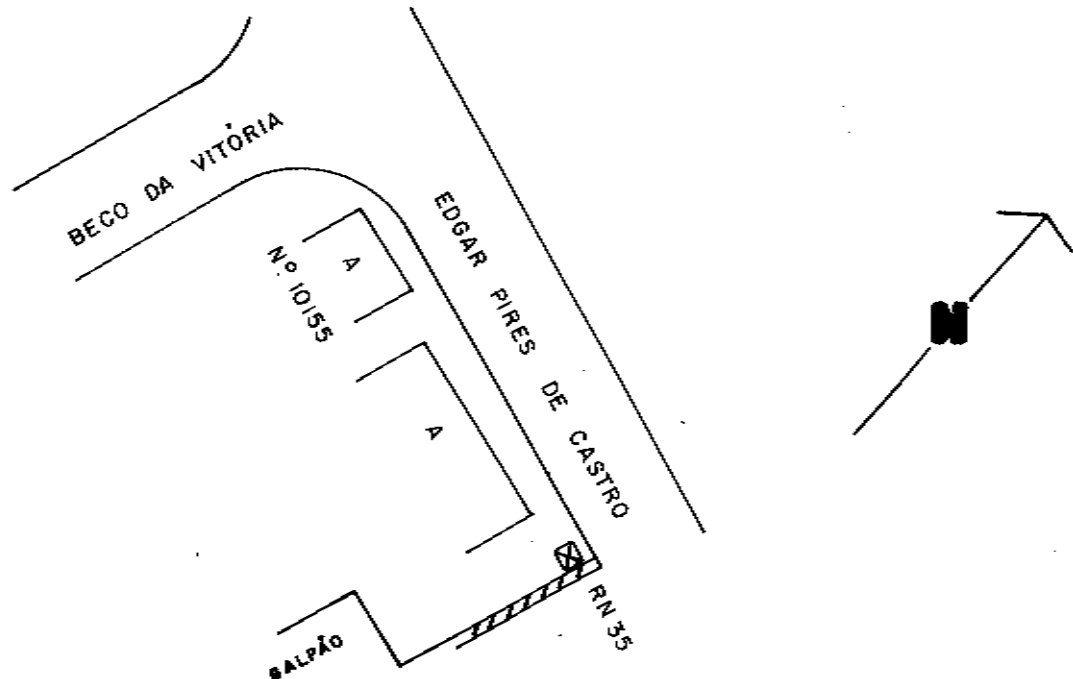 BECO DA VITÓRIA
EDGAR PIRES DE CASTRO
A
Nº 10155
A
N
RN 35
GALPÃO